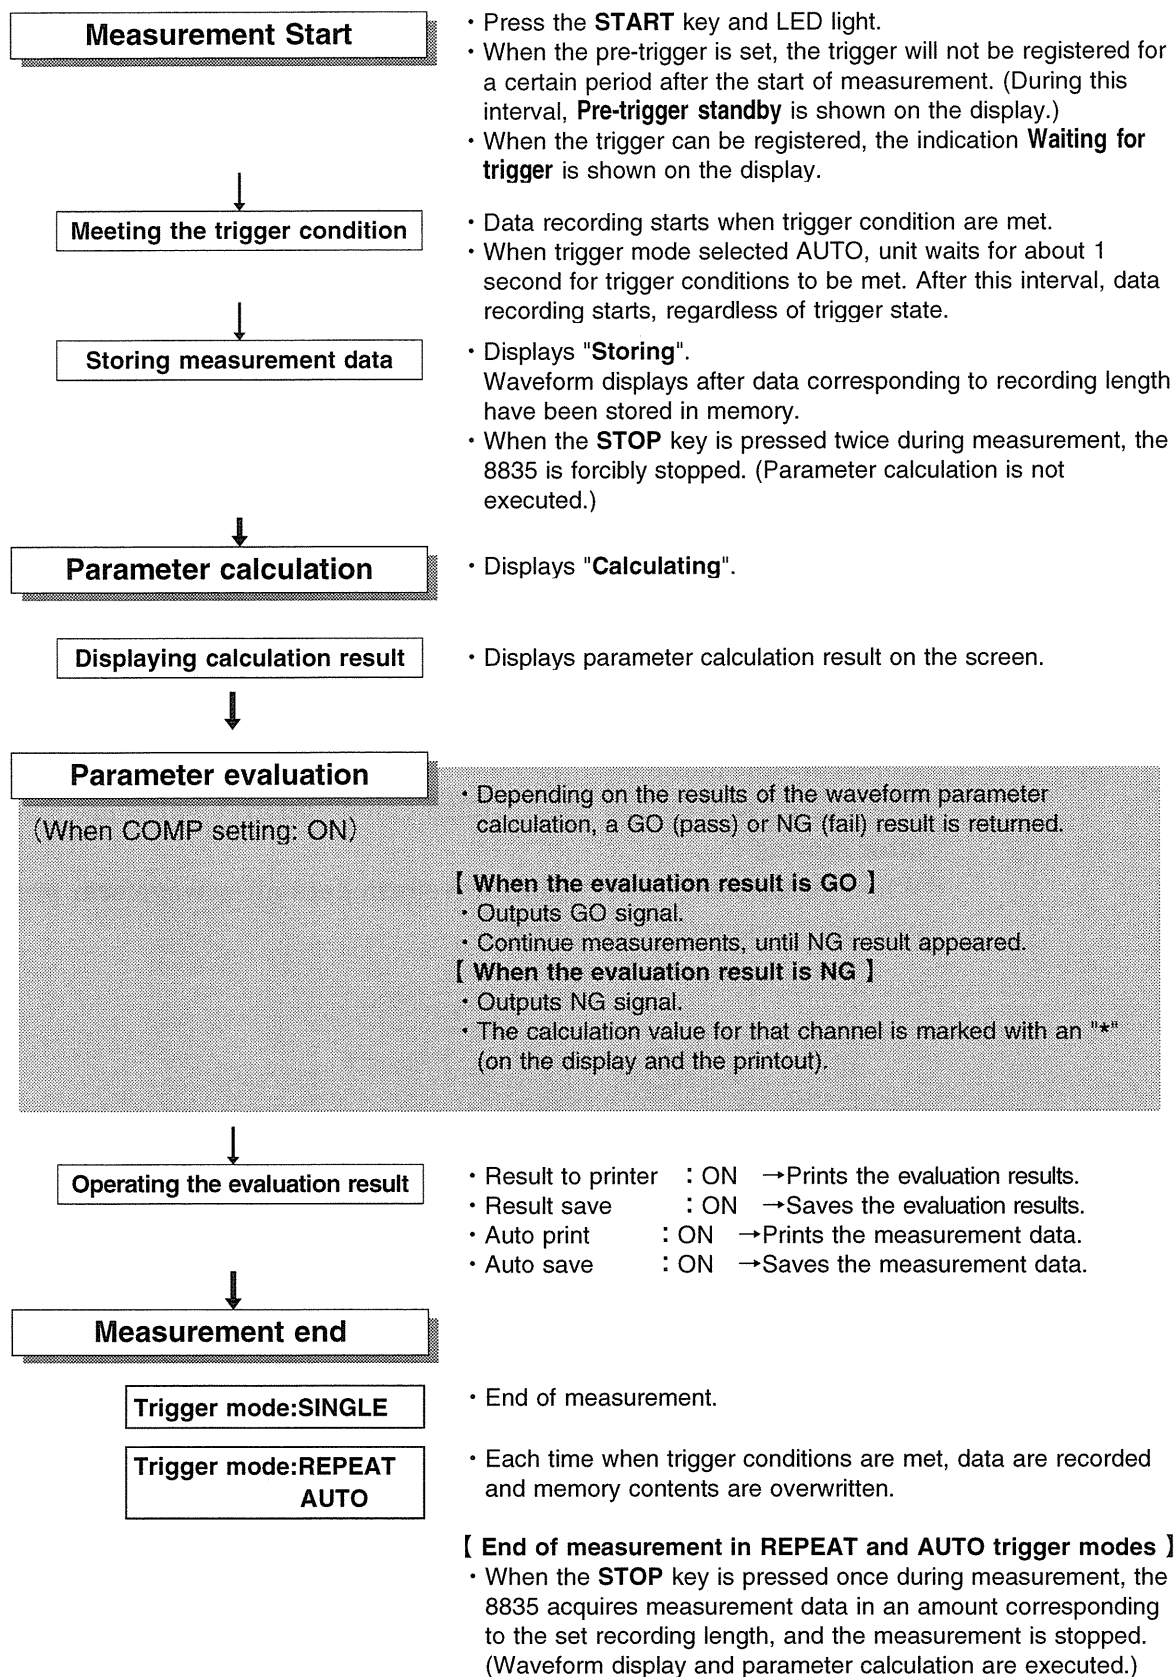 Measurement Start
・Press the START key and LED light.
・When the pre-trigger is set, the trigger will not be registered for
a certain period after the start of measurement. (During this
interval, Pre-trigger standby is shown on the display.)
・When the trigger can be registered, the indication Waiting for
trigger is shown on the display.
Meeting the trigger condition
・Data recording starts when trigger condition are met.
・When trigger mode selected AUTO, unit waits for about 1
second for trigger conditions to be met. After this interval, data
recording starts, regardless of trigger state.
Storing measurement data
・Displays "Storing".
Waveform displays after data corresponding to recording length
have been stored in memory.
・When the STOP key is pressed twice during measurement, the
8835 is forcibly stopped. (Parameter calculation is not
executed.)
Parameter calculation
・Displays "Calculating".
Displaying calculation result
・Displays parameter calculation result on the screen.
Parameter evaluation
(When COMP setting: ON)
・Depending on the results of the waveform parameter
calculation, a GO (pass) or NG (fail) result is returned.
【 When the evaluation result is GO 】
・Outputs GO signal.
・Continue measurements, until NG result appeared.
【 When the evaluation result is NG 】
・Outputs NG signal.
・The calculation value for that channel is marked with an "*"
(on the display and the printout).
Operating the evaluation result
・Result to printer : ON →Prints the evaluation results.
・Result save : ON →Saves the evaluation results.
・Auto print : ON →Prints the measurement data.
・Auto save : ON →Saves the measurement data.
Measurement end
Trigger mode:SINGLE
・End of measurement.
Trigger mode:REPEAT
AUTO
・Each time when trigger conditions are met, data are recorded
and memory contents are overwritten.
【 End of measurement in REPEAT and AUTO trigger modes 】
・When the STOP key is pressed once during measurement, the
8835 acquires measurement data in an amount corresponding
to the set recording length, and the measurement is stopped.
(Waveform display and parameter calculation are executed.)